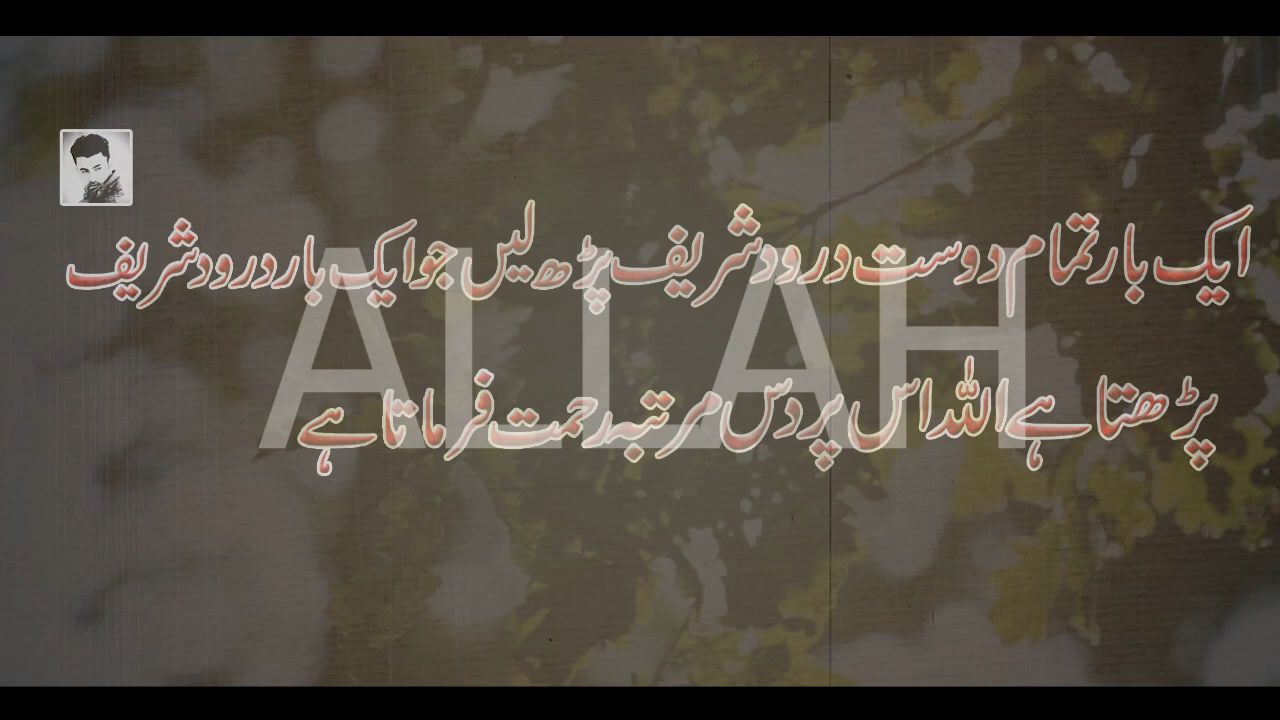 ایک بار تمام دوست درود شریف پڑھ لیں جو ایک بار درود شریف
ALLAH
پڑھتا ہے اللہ اس پر دس مرتبہ رحمت فرماتا ہے